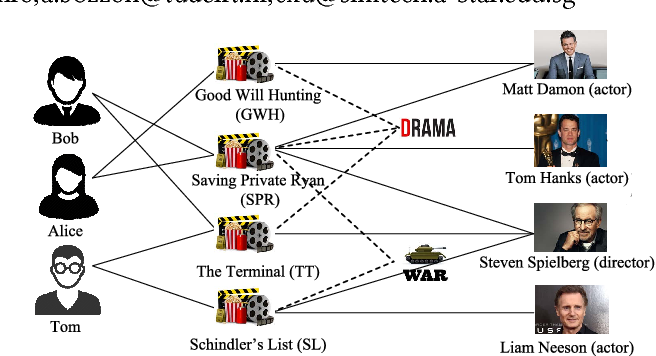 Bob
Alice
Tom
Good Will Hunting
(GWH)
Saving Private Ryan
(SPR)
The Terminal (TT)
Schindler's List (SL)
DRAMA
WAR
Matt Damon (actor)
Tom Hanks (actor)
Steven Spielberg (director)
Liam Neeson (actor)